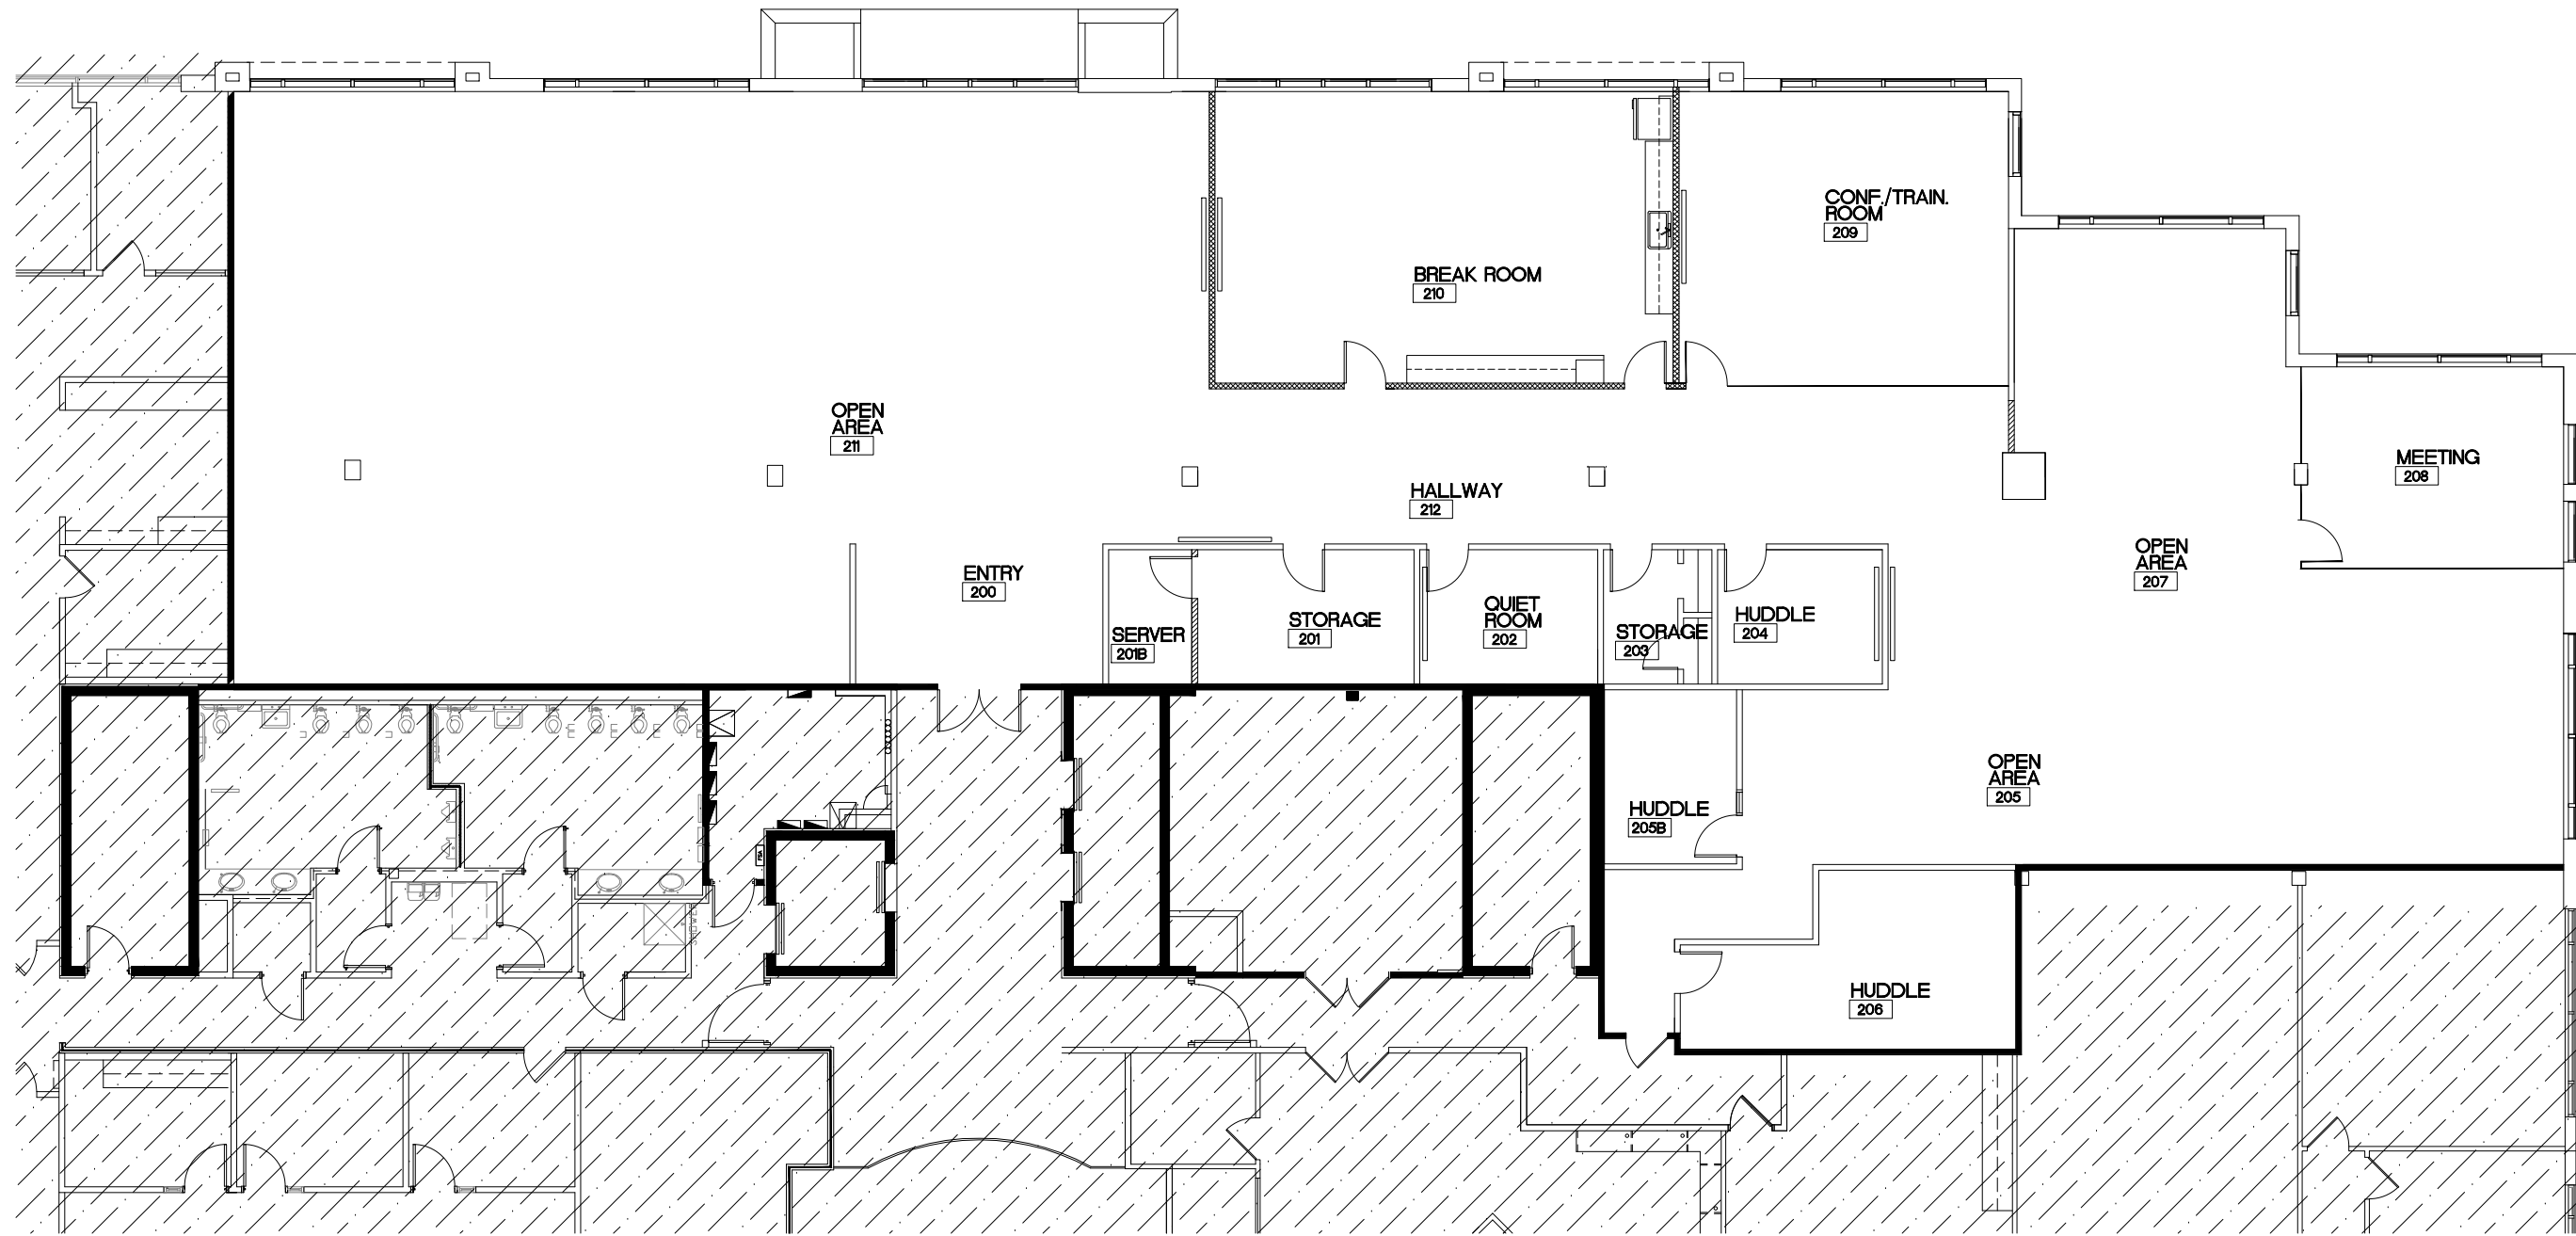 CONF./TRAIN.
ROOM
209
BREAK ROOM
210
OPEN
AREA
211
MEETING
208
HALLWAY
212
OPEN
AREA
207
ENTRY
200
SERVER
201B
STORAGE
201
QUIET
ROOM
202
STORAGE
203
HUDDLE
204
OPEN
AREA
205
HUDDLE
205B
HUDDLE
206
SHOWER